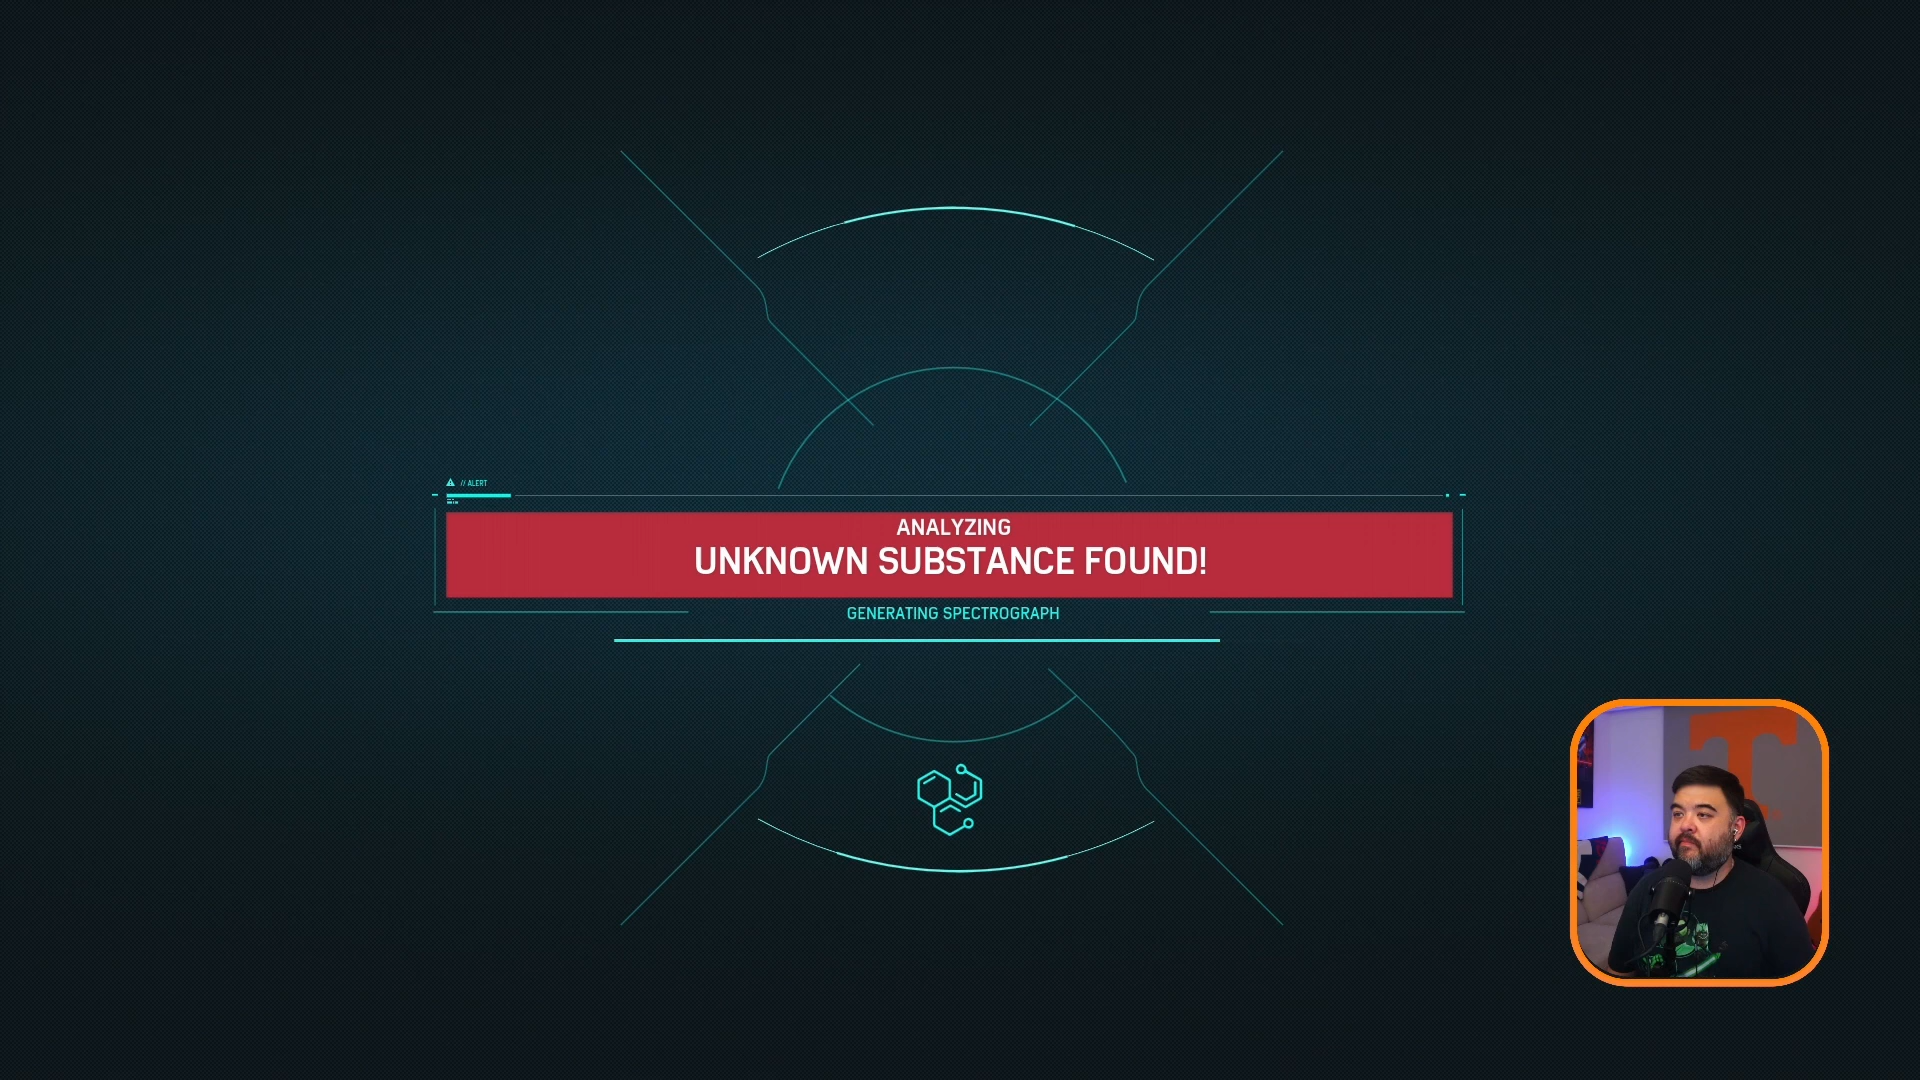 // ALERT
ANALYZING
UNKNOWN SUBSTANCE FOUND!
GENERATING SPECTROGRAPH
T